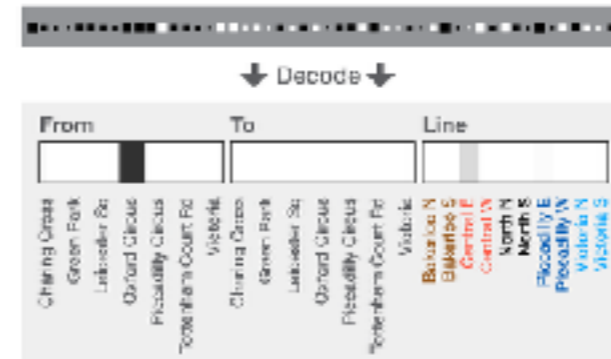 Decode
From To Line
Charing Cross
Green Park
Leicester Sq
Oxford Circus
Piccadilly Circus
Tottenham Court Rd
Victoria
Charing Cross
Green Park
Leicester Sq
Oxford Circus
Piccadilly Circus
Tottenham Court Rd
Victoria
Bakerloo N
Bakerloo S
Central E
Central W
North N
North S
Piccadilly E
Piccadilly W
Victoria N
Victoria S